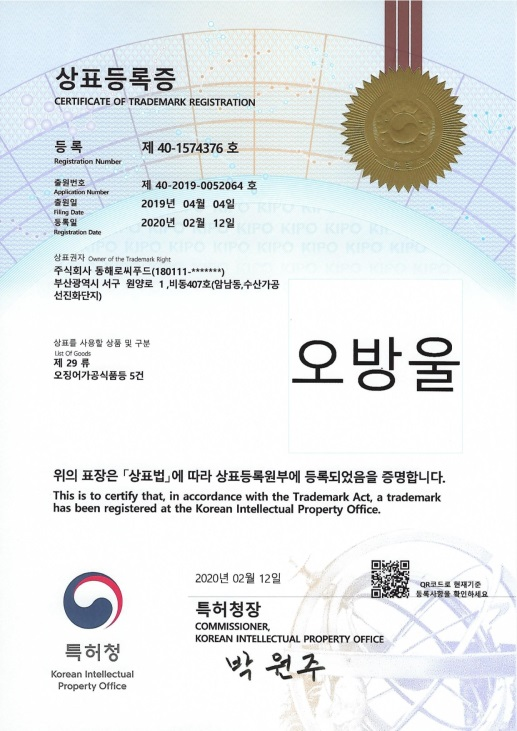 상표등록증
CERTIFICATE OF TRADEMARK REGISTRATION
등록 제 40-1574376 호
Registration Number
출원번호 제 40-2019-0052064 호
Application Number
출원일 2019년 04월 04일
Filing Date
등록일 2020년 02월 12일
Registration Date
KIPO KIPO KIPO KIPO KIPO KIPO
상표권자 Owner of the Trademark Right
주식회사 동해로씨푸드(180111-*******)
부산광역시 서구 원양로 1,비동407호(암남동,수산가공
선진화단지)
상표를 사용할 상품 및 구분
List Of Goods
제 29 류
오징어가공식품등 5건
오방울
위의 표장은 「상표법」에 따라 상표등록원부에 등록되었음을 증명합니다.
This is to certify that, in accordance with the Trademark Act, a trademark
has been registered at the Korean Intellectual Property Office.
2020년 02월 12일
QR코드로 현재기준
등록사항을 확인하세요
특허청장
COMMISSIONER,
KOREAN INTELLECTUAL PROPERTY OFFICE
박원주
특허청
Korean Intellectual
Property Office